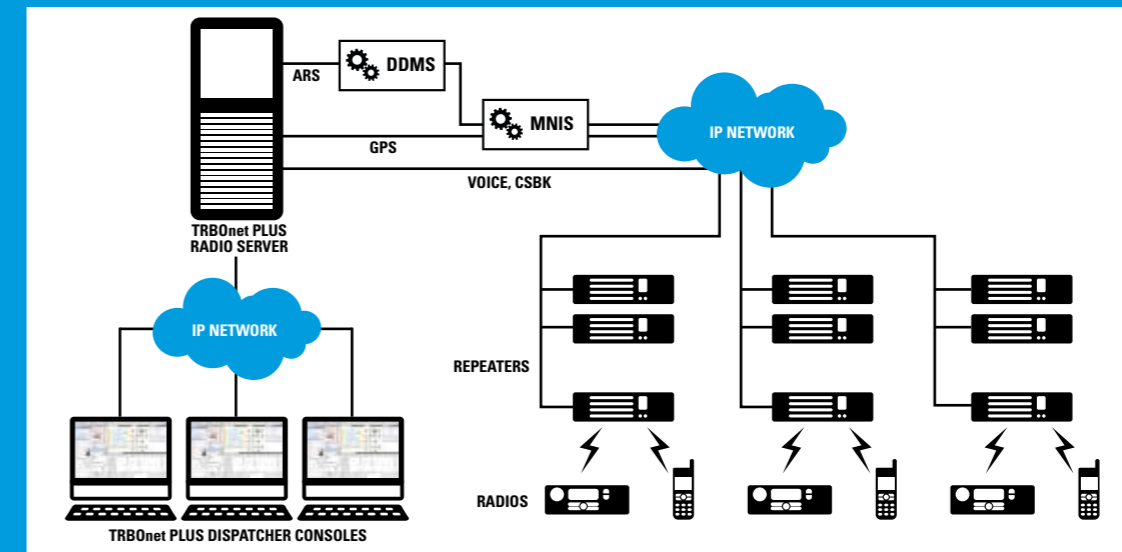 ARS
DDMS
MNIS
IP NETWORK
GPS
VOICE, CSBK
TRBOnet PLUS
RADIO SERVER
IP NETWORK
REPEATERS
RADIOS
TRBOnet PLUS DISPATCHER CONSOLES